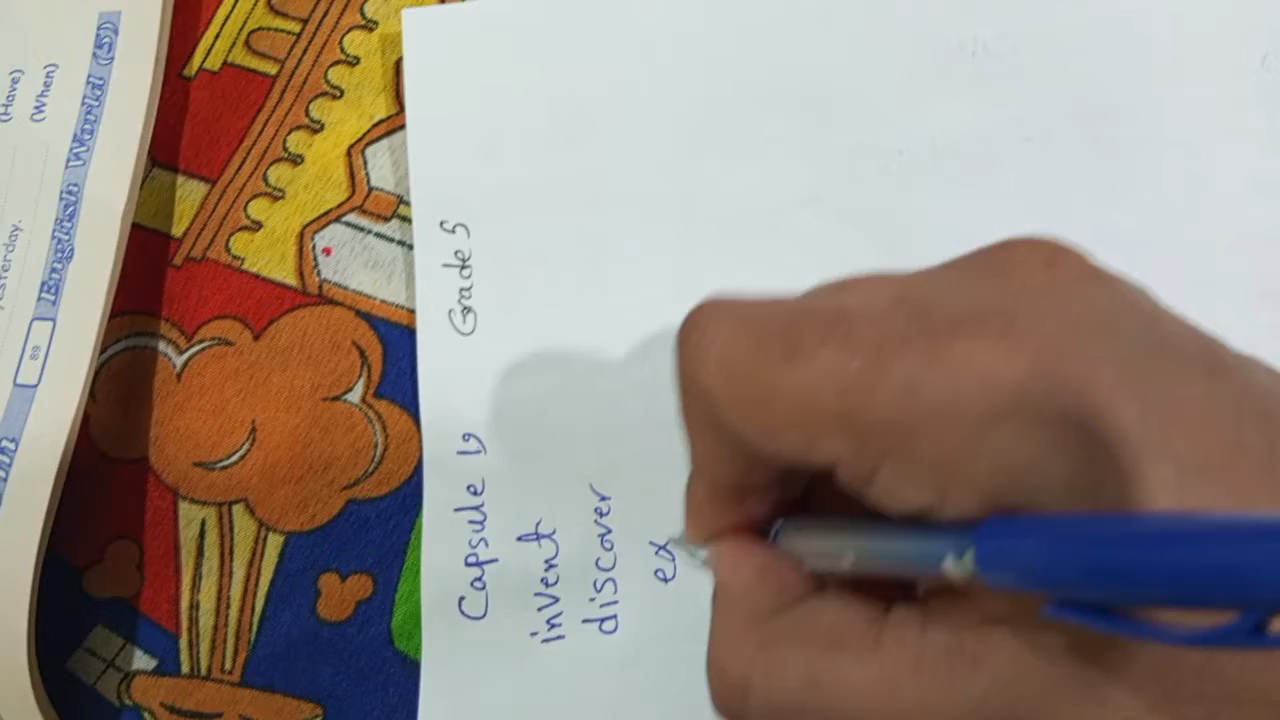 Capsule 19 Grade 5
invent
discover
ex
(Have)
(When)
yesterday.
89 English World (5)